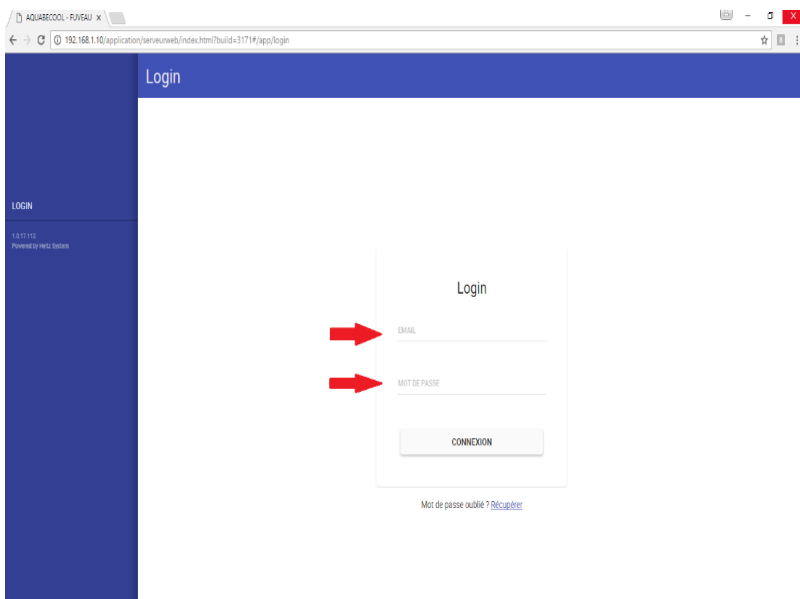 AQUABECOOL - FUVEAU
192.168.1.10/application/serveurweb/index.html?build=3171#/app/login
Login
LOGIN
1.0.17.113
Powered by Heitz System
Login
EMAIL
MOT DE PASSE
CONNEXION
Mot de passe oublié ? Récupérer